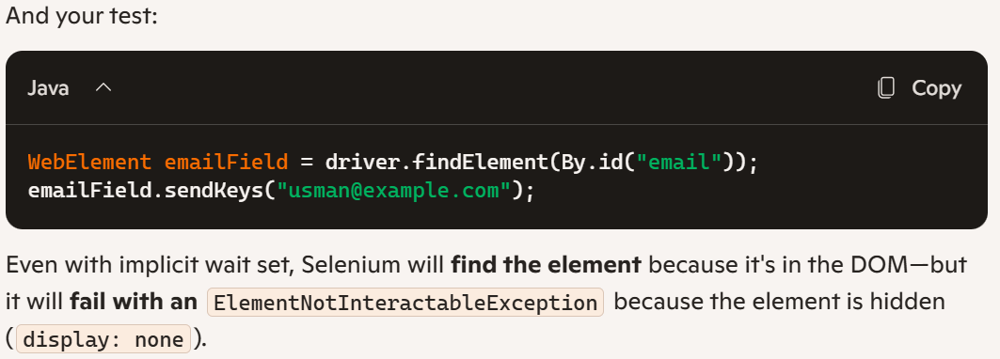 And your test:
Java
Copy
WebElement emailField = driver.findElement(By.id("email"));
emailField.sendKeys("usman@example.com");
Even with implicit wait set, Selenium will find the element because it's in the DOM—but
it will fail with an ElementNotInteractableException because the element is hidden
(display: none).